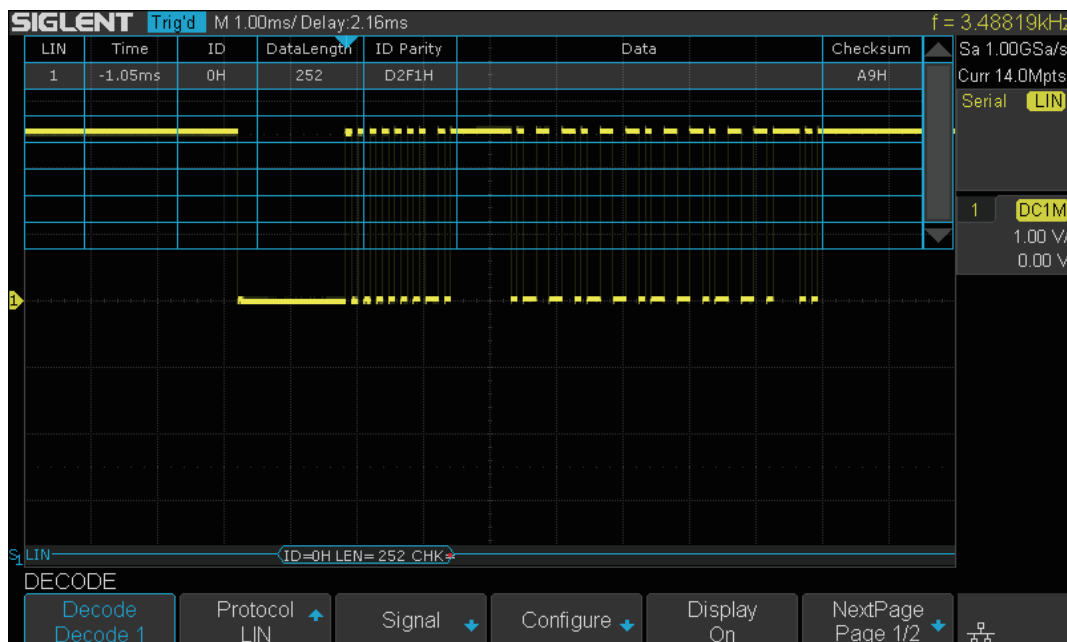 SIGLENT Trig'd M 1.00ms/ Delay:2.16ms f = 3.48819kHz
LIN Time ID DataLength ID Parity Data Checksum
1 -1.05ms 0H 252 D2F1H A9H
Sa 1.00GSa/s
Curr 14.0Mpts
Serial LIN
1 DC1M
1.00 V/
0.00 V
1
S1 LIN ID=0H LEN= 252 CHK=
DECODE
Decode Protocol Signal Configure Display NextPage
Decode 1 LIN On Page 1/2